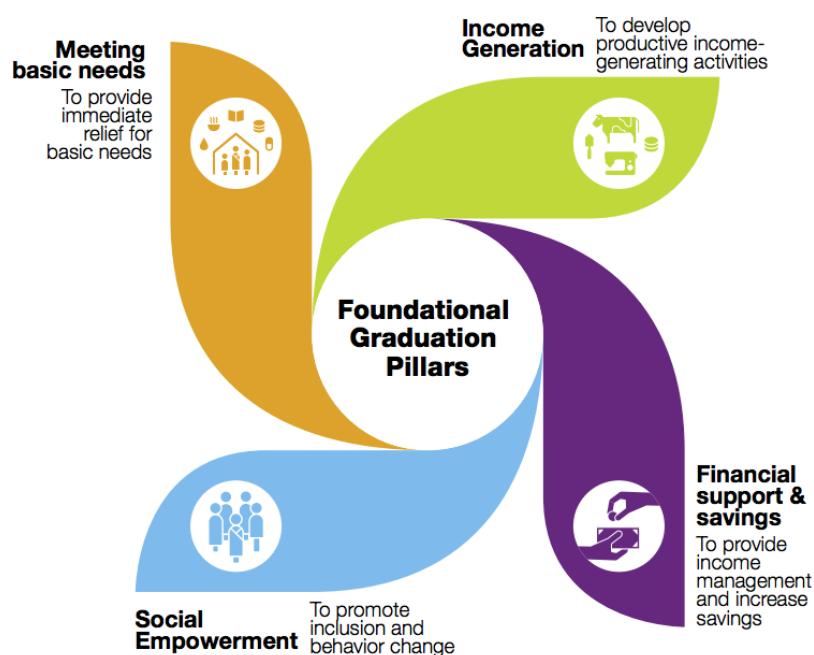 Meeting
basic needs
To provide
immediate
relief for
basic needs
Income
Generation
To develop
productive income-
generating activities
Foundational
Graduation
Pillars
Financial
support &
savings
To provide
income
management
and increase
savings
Social
Empowerment
To promote
inclusion and
behavior change